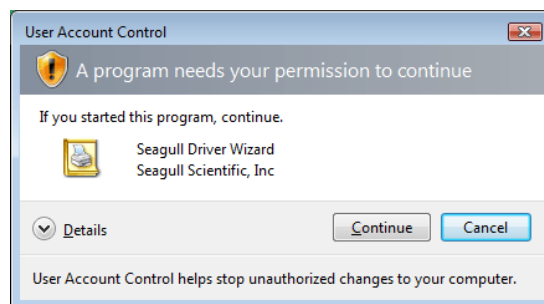 User Account Control
A program needs your permission to continue
If you started this program, continue.
Seagull Driver Wizard
Seagull Scientific, Inc
Details
Continue
Cancel
User Account Control helps stop unauthorized changes to your computer.